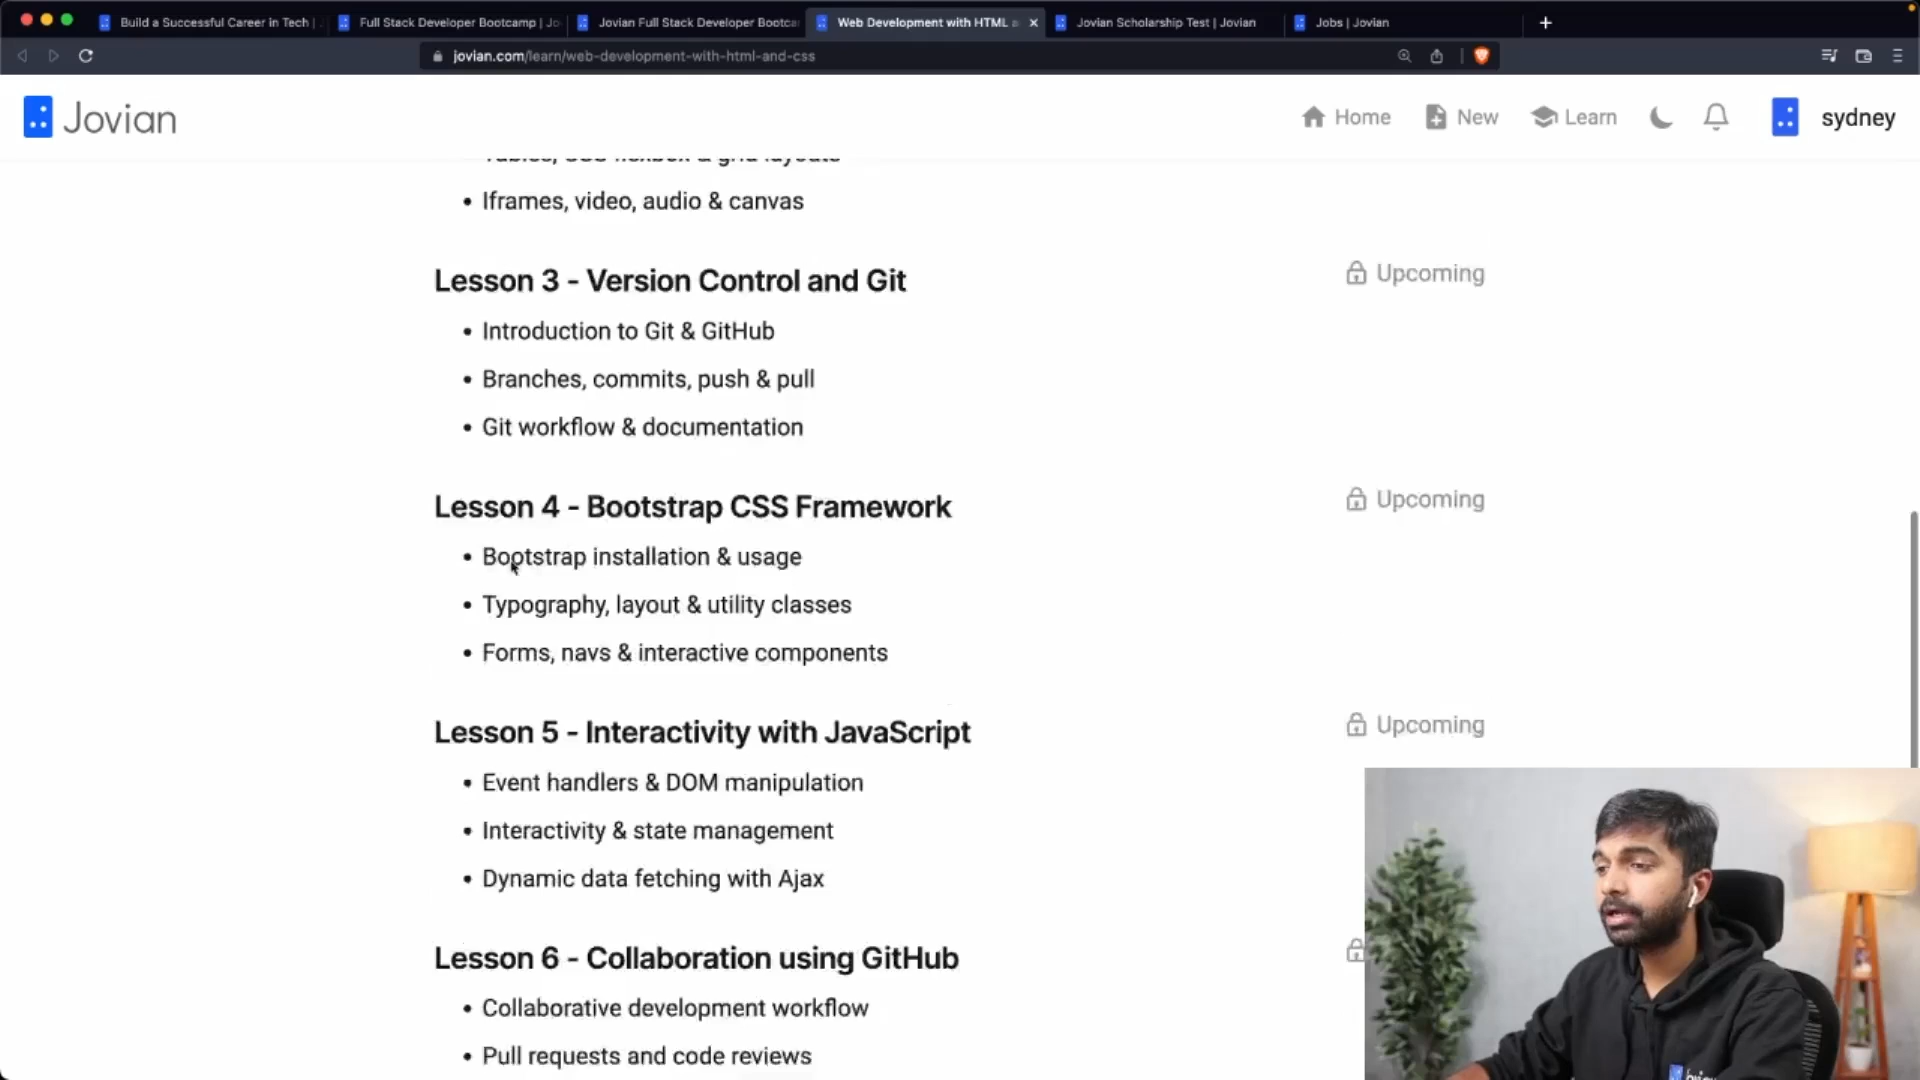 Build a Successful Career in Tech |
Full Stack Developer Bootcamp | Jo
Jovian Full Stack Developer Bootca
Web Development with HTML a
Jovian Scholarship Test | Jovian
Jobs | Jovian
jovian.com/learn/web-development-with-html-and-css
Jovian
Home
New
Learn
sydney
Tables, CSS flexbox & grid layouts
• Iframes, video, audio & canvas
Lesson 3 - Version Control and Git
Upcoming
• Introduction to Git & GitHub
• Branches, commits, push & pull
• Git workflow & documentation
Lesson 4 - Bootstrap CSS Framework
Upcoming
• Bootstrap installation & usage
• Typography, layout & utility classes
• Forms, navs & interactive components
Lesson 5 - Interactivity with JavaScript
Upcoming
• Event handlers & DOM manipulation
• Interactivity & state management
• Dynamic data fetching with Ajax
Lesson 6 - Collaboration using GitHub
• Collaborative development workflow
• Pull requests and code reviews